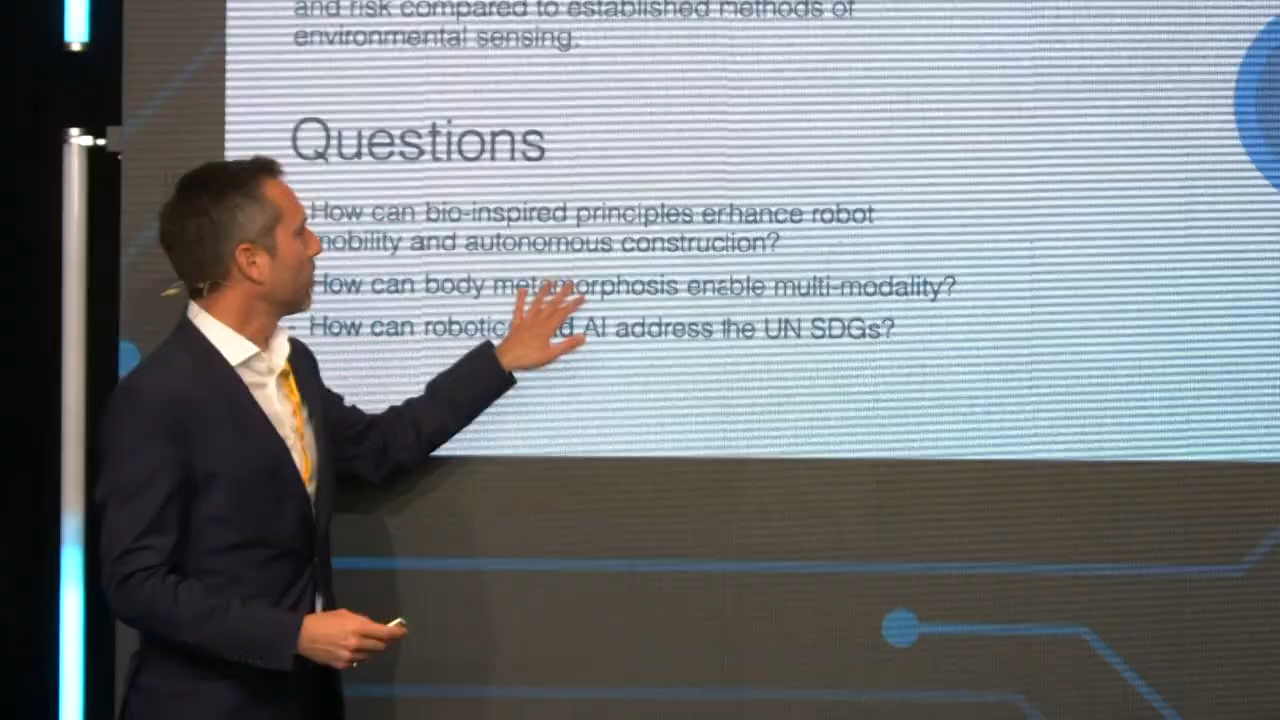 and risk compared to established methods of
environmental sensing.
Questions
How can bio-inspired principles enhance robot
mobility and autonomous construction?
How can body metamorphosis enable multi-modality?
- How can robotics and AI address the UN SDGs?